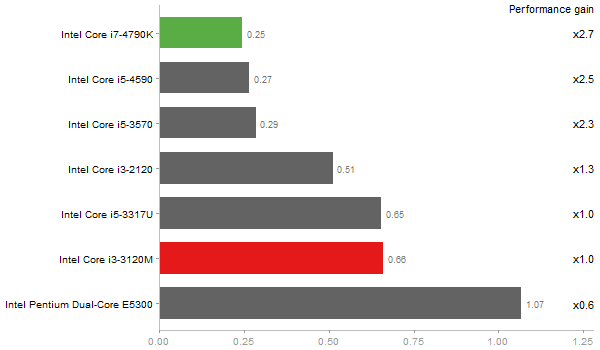 Performance gain
Intel Core i7-4790K 0.25 x2.7
Intel Core i5-4590 0.27 x2.5
Intel Core i5-3570 0.29 x2.3
Intel Core i3-2120 0.51 x1.3
Intel Core i5-3317U 0.65 x1.0
Intel Core i3-3120M 0.66 x1.0
Intel Pentium Dual-Core E5300 1.07 x0.6
0.00 0.25 0.50 0.75 1.00 1.25